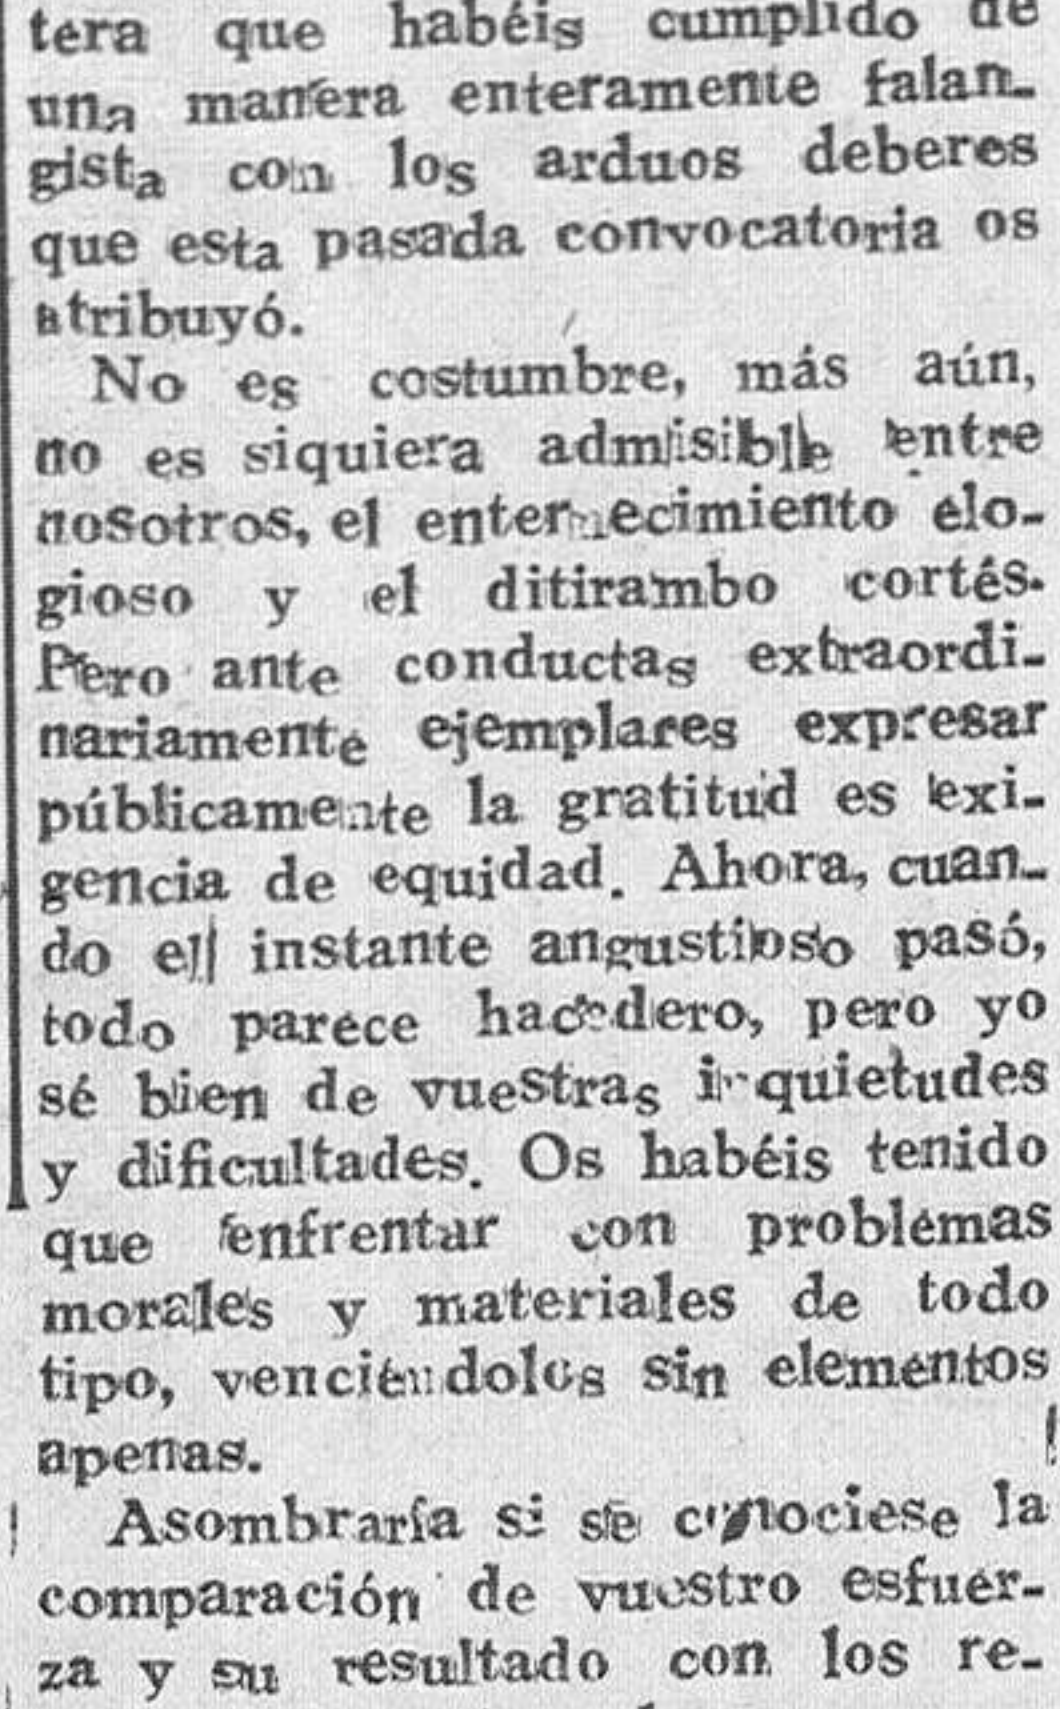 tera que habéis cumplido de
una manera enteramente falan-
gista con los arduos deberes
que esta pasada convocatoria os
atribuyó.
No es costumbre, más aún,
no es siquiera admisible entre
nosotros, el enternecimiento elo-
gioso y el ditirambo cortés.
Pero ante conductas extraordi-
nariamente ejemplares expresar
públicamente la gratitud es exi-
gencia de equidad. Ahora, cuan-
do el instante angustioso pasó,
todo parece hacedero, pero yo
sé bien de vuestras inquietudes
y dificultades. Os habéis tenido
que enfrentar con problemas
morales y materiales de todo
tipo, venciéndolos sin elementos
apenas.
Asombraría si se conociese la
comparación de vuestro esfuer-
za y su resultado con los re-